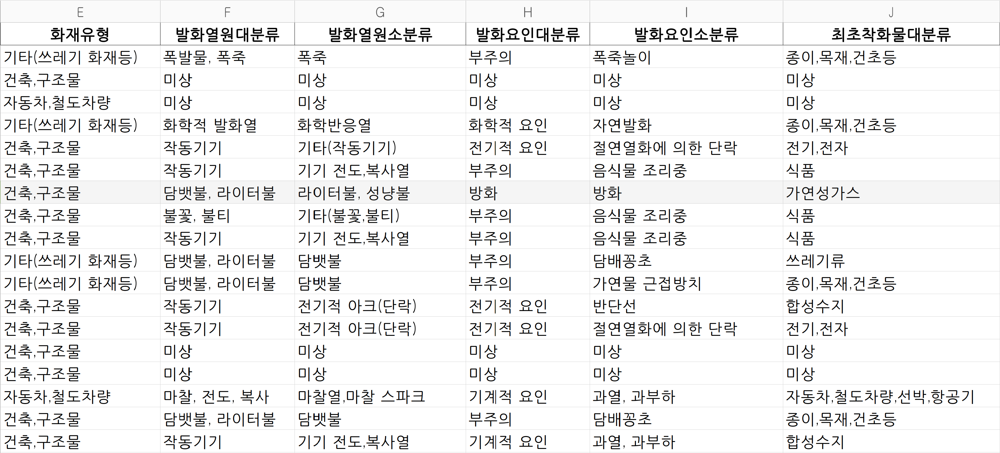 E F G H I J
화재유형 발화열원대분류 발화열원소분류 발화요인대분류 발화요인소분류 최초착화물대분류
기타(쓰레기 화재등) 폭발물, 폭죽 폭죽 부주의 폭죽놀이 종이,목재,건초등
건축,구조물 미상 미상 미상 미상 미상
자동차,철도차량 미상 미상 미상 미상 미상
기타(쓰레기 화재등) 화학적 발화열 화학반응열 화학적 요인 자연발화 종이,목재,건초등
건축,구조물 작동기기 기타(작동기기) 전기적 요인 절연열화에 의한 단락 전기,전자
건축,구조물 작동기기 기기 전도,복사열 부주의 음식물 조리중 식품
건축,구조물 담뱃불, 라이터불 라이터불, 성냥불 방화 방화 가연성가스
건축,구조물 불꽃, 불티 기타(불꽃,불티) 부주의 음식물 조리중 식품
건축,구조물 작동기기 기기 전도,복사열 부주의 음식물 조리중 식품
기타(쓰레기 화재등) 담뱃불, 라이터불 담뱃불 부주의 담배꽁초 쓰레기류
기타(쓰레기 화재등) 담뱃불, 라이터불 담뱃불 부주의 가연물 근접방치 종이,목재,건초등
건축,구조물 작동기기 전기적 아크(단락) 전기적 요인 반단선 합성수지
건축,구조물 작동기기 전기적 아크(단락) 전기적 요인 절연열화에 의한 단락 전기,전자
건축,구조물 미상 미상 미상 미상 미상
건축,구조물 미상 미상 미상 미상 미상
자동차,철도차량 마찰, 전도, 복사 마찰열,마찰 스파크 기계적 요인 과열, 과부하 자동차,철도차량,선박,항공기
건축,구조물 담뱃불, 라이터불 담뱃불 부주의 담배꽁초 종이,목재,건초등
건축,구조물 작동기기 기기 전도,복사열 기계적 요인 과열, 과부하 합성수지